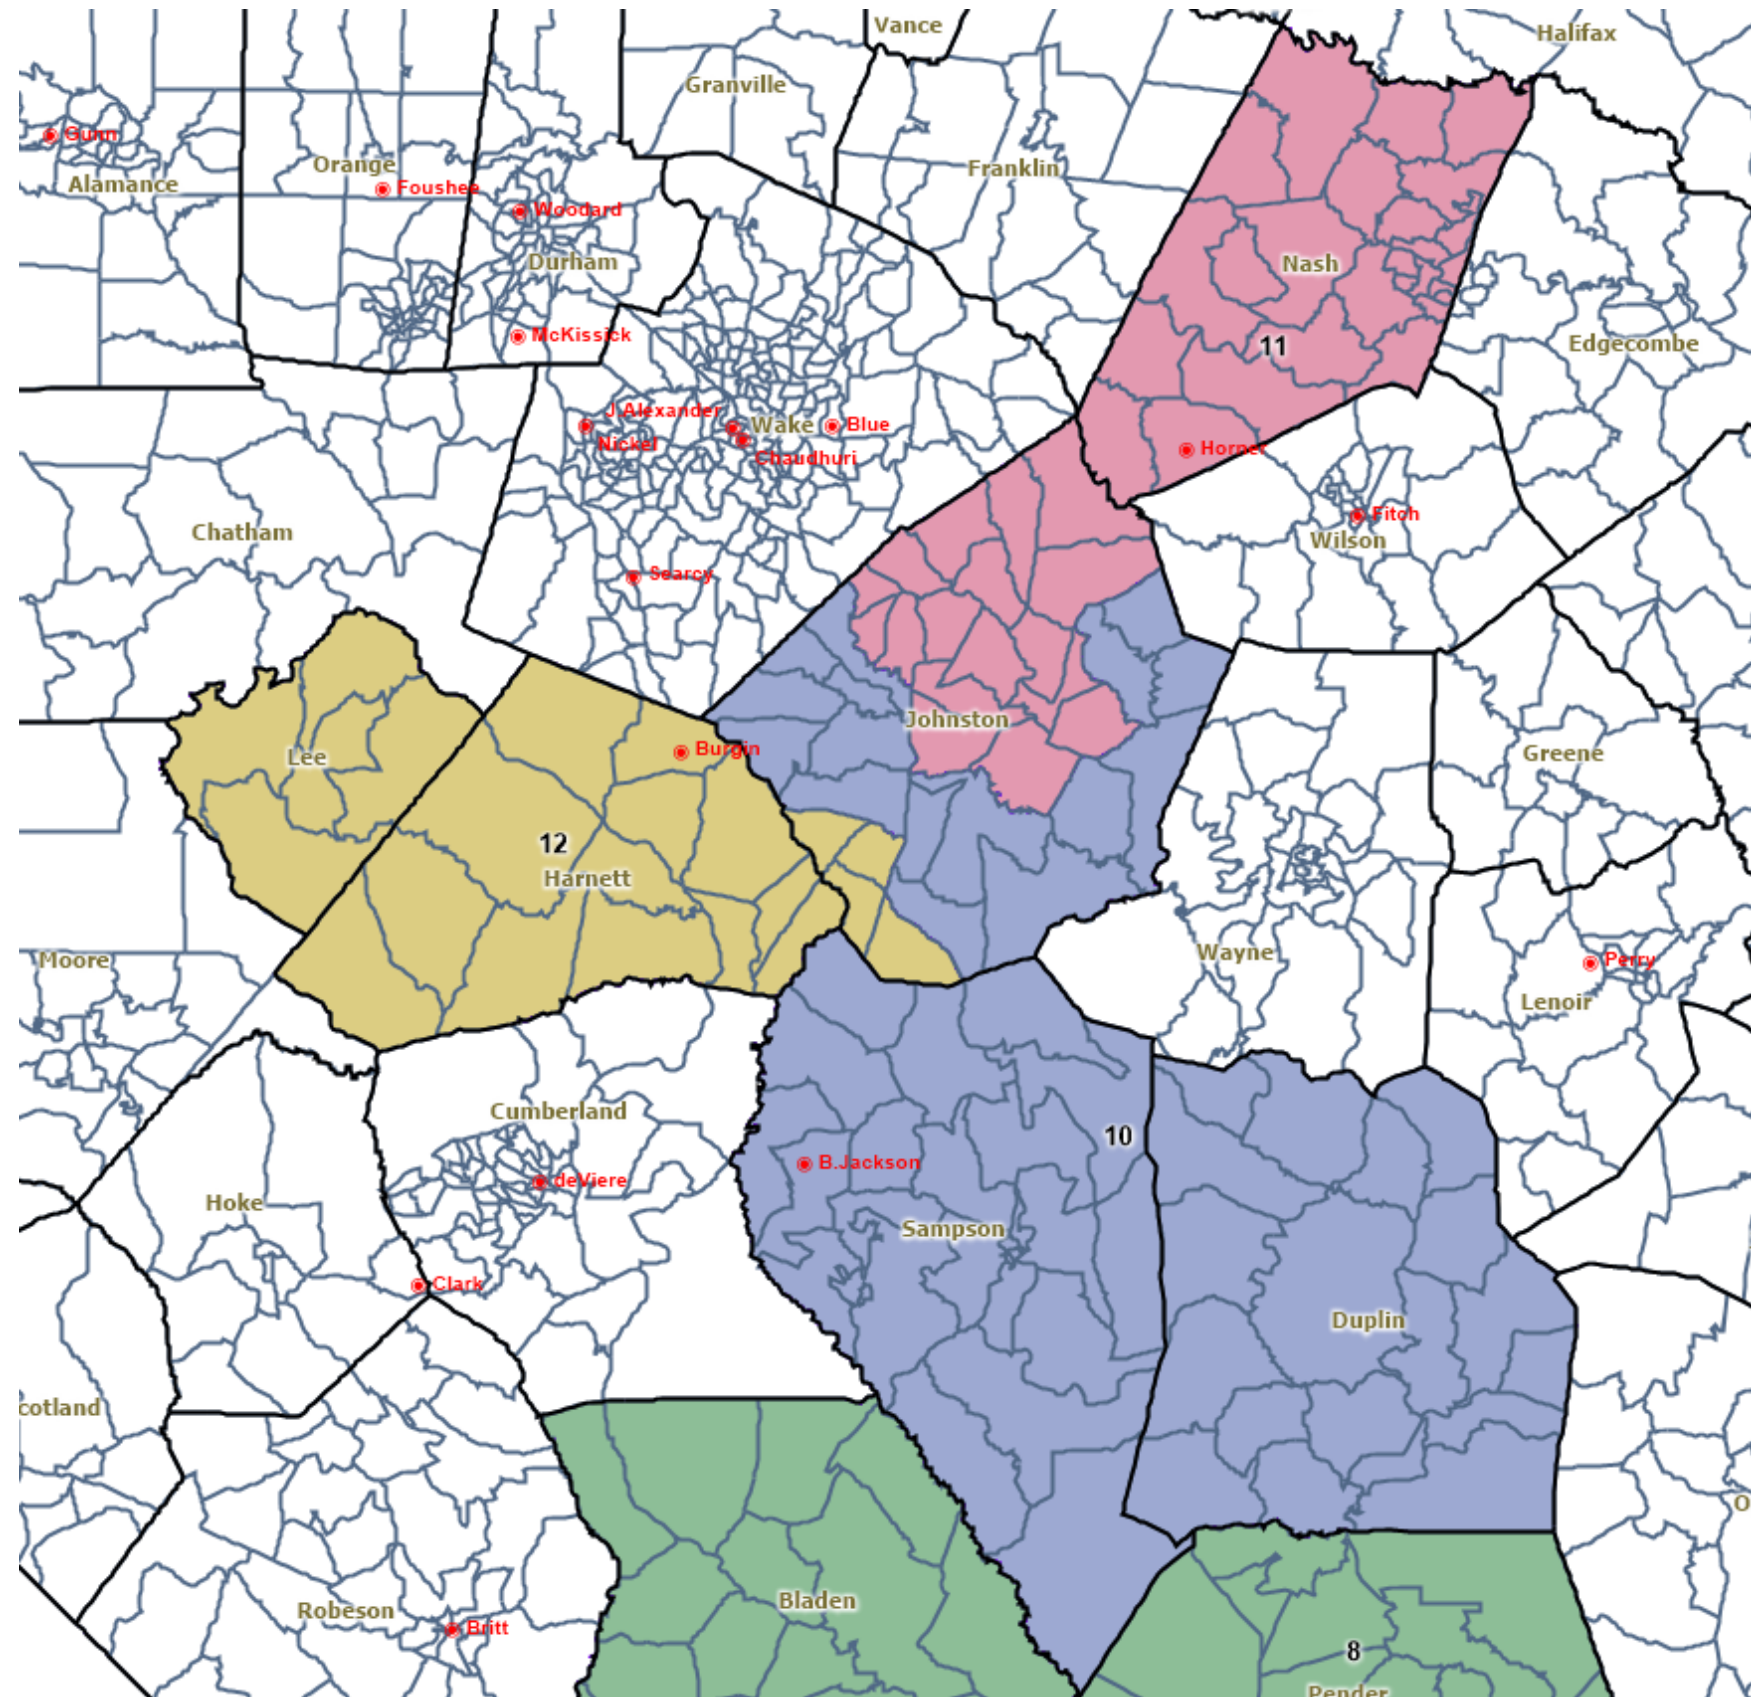 Vance
Halifax
Granville
Gunn
Orange
Franklin
Alamance
Foushee
Woodard
Durham
Nash
McKissick
11
Edgecombe
J.Alexander
Wake
Blue
Nickel
Horner
Chaudhuri
Fitch
Chatham
Wilson
Searcy
Johnston
Burgin
Lee
Greene
12
Harnett
Wayne
Moore
Perry
Lenoir
Cumberland
10
B.Jackson
deViere
Hoke
Sampson
Clark
Duplin
cotland
O
Bladen
Robeson
Britt
8
Pender